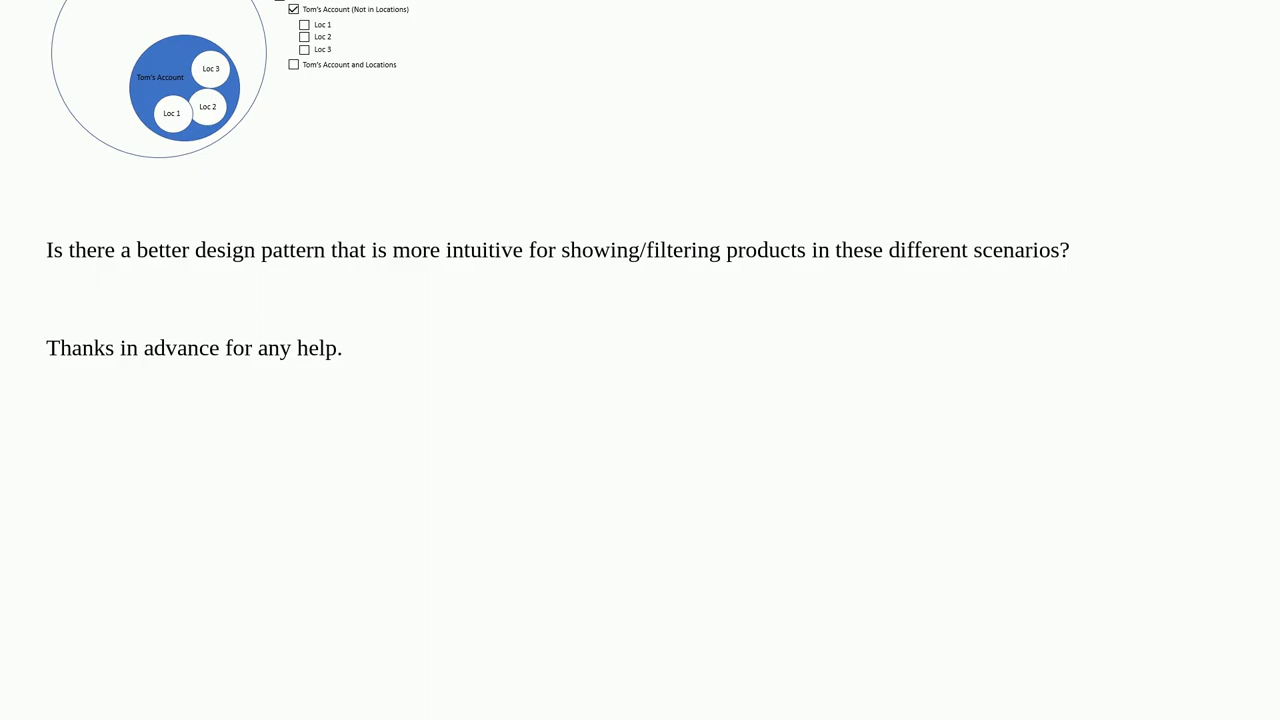 Tom's Account (Not in Locations)
Loc 1
Loc 2
Loc 3
Tom's Account and Locations
Loc 3
Tom's Account
Loc 2
Loc 1
Is there a better design pattern that is more intuitive for showing/filtering products in these different scenarios?
Thanks in advance for any help.